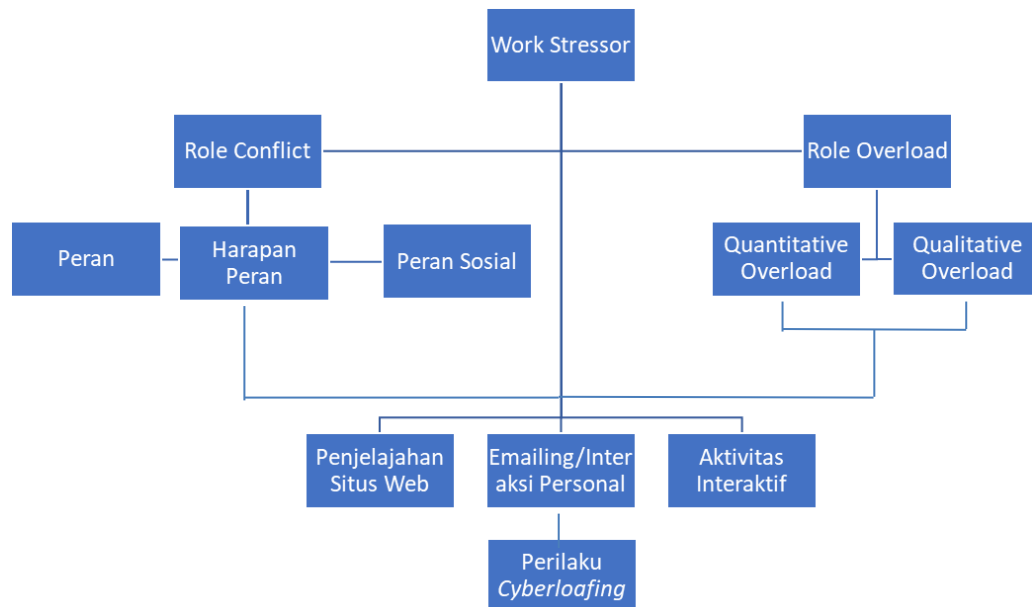 Work Stressor
Role Conflict
Role Overload
Peran
Harapan
Peran
Peran Sosial
Quantitative
Overload
Qualitative
Overload
Penjelajahan
Situs Web
Emailing/Inter
aksi Personal
Aktivitas
Interaktif
Perilaku
Cyberloafing